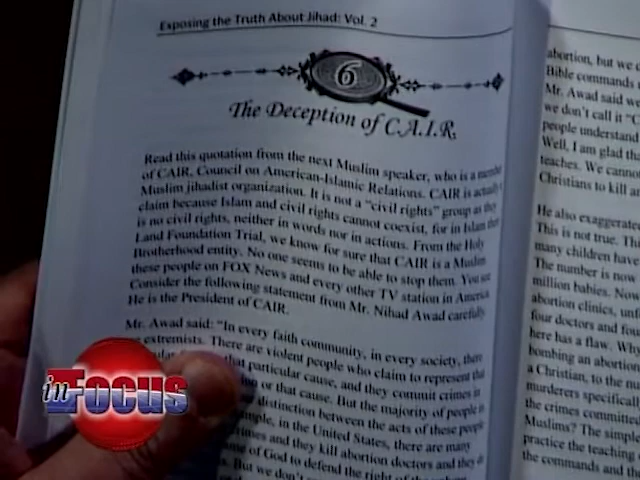 Exposing the Truth About Jihad: Vol. 2
6
The Deception of C.A.I.R.
Read this quotation from the next Muslim speaker, who is a member
of CAIR, Council on American-Islamic Relations. CAIR is actually
Muslim jihadist organization. It is not a "civil rights" group as they
claim because Islam and civil rights cannot coexist, for in Islam there
is no civil rights, neither in words nor in actions. From the Holy
Land Foundation Trial, we know for sure that CAIR is a Muslim
Brotherhood entity. No one seems to be able to stop them. You see
these people on FOX News and every other TV station in America
Consider the following statement from Mr. Nihad Awad carefully.
He is the President of CAIR.
Mr. Awad said: "In every faith community, in every society, there
extremists. There are violent people who claim to represent the
that particular cause, and they commit crimes in
or that cause. But the majority of people in
distinction between the acts of these people
in the United States, there are many
and they kill abortion doctors and they
of God to defend the right of the
But we don't
abortion, but we
Bible commands
Mr. Awad said
we don't call it
people understand
Well, I am glad
teaches. We cannot
Christians to kill
He also exaggerated
This is not true. The
many children have
The number is now
million babies. Now
abortion clinics, until
four doctors and
here has a flaw. Why
bombing an abortion
a Christian, to the
murderers specifically
the crimes committed
Muslims? The simple
practice the teaching
the commands and the
in Focus